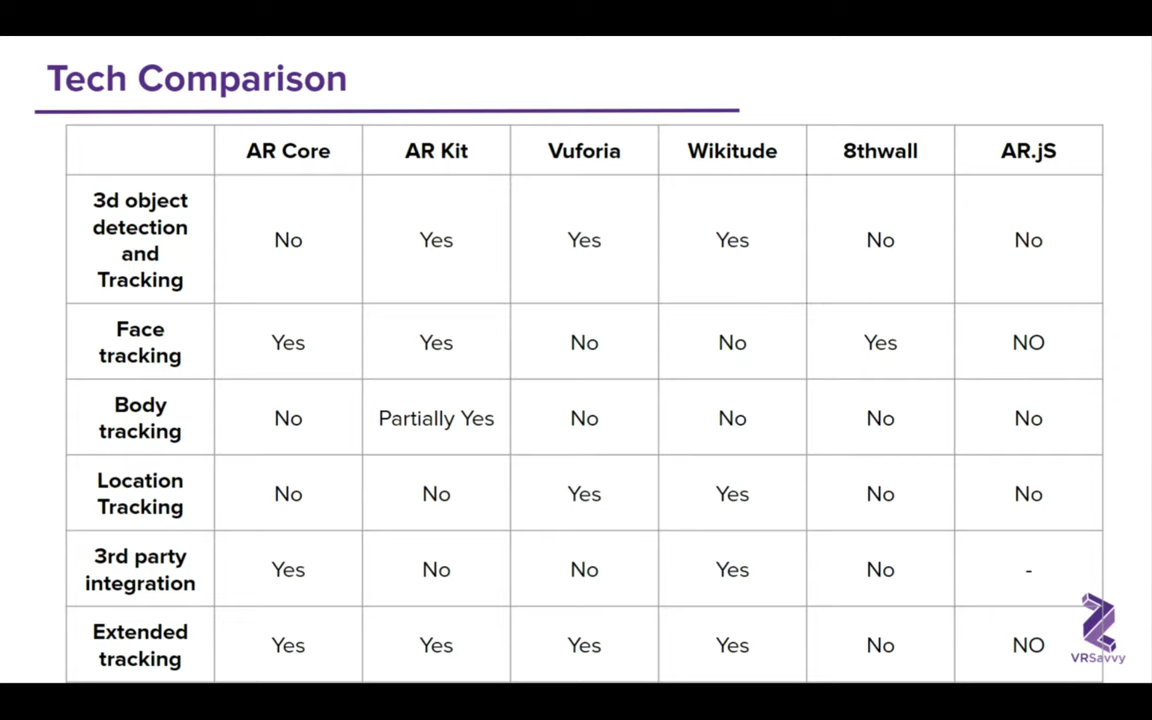 Tech Comparison
AR Core AR Kit Vuforia Wikitude 8thwall AR.jS
3d object
detection
and
Tracking
No Yes Yes Yes No No
Face
tracking
Yes Yes No No Yes NO
Body
tracking
No Partially Yes No No No No
Location
Tracking
No No Yes Yes No No
3rd party
integration
Yes No No Yes No -
Extended
tracking
Yes Yes Yes Yes No NO
VRSavvy